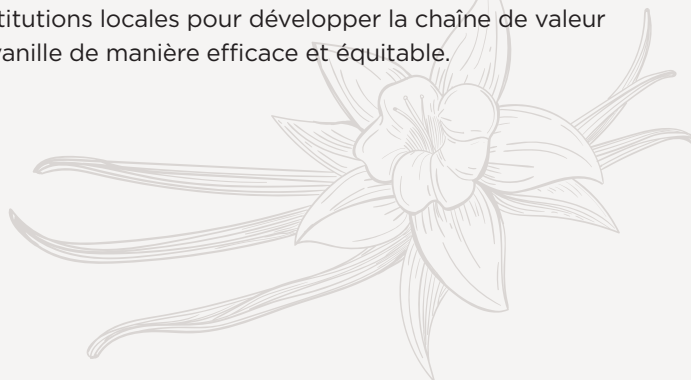 titutions locales pour développer la chaîne de valeur
vanille de manière efficace et équitable.